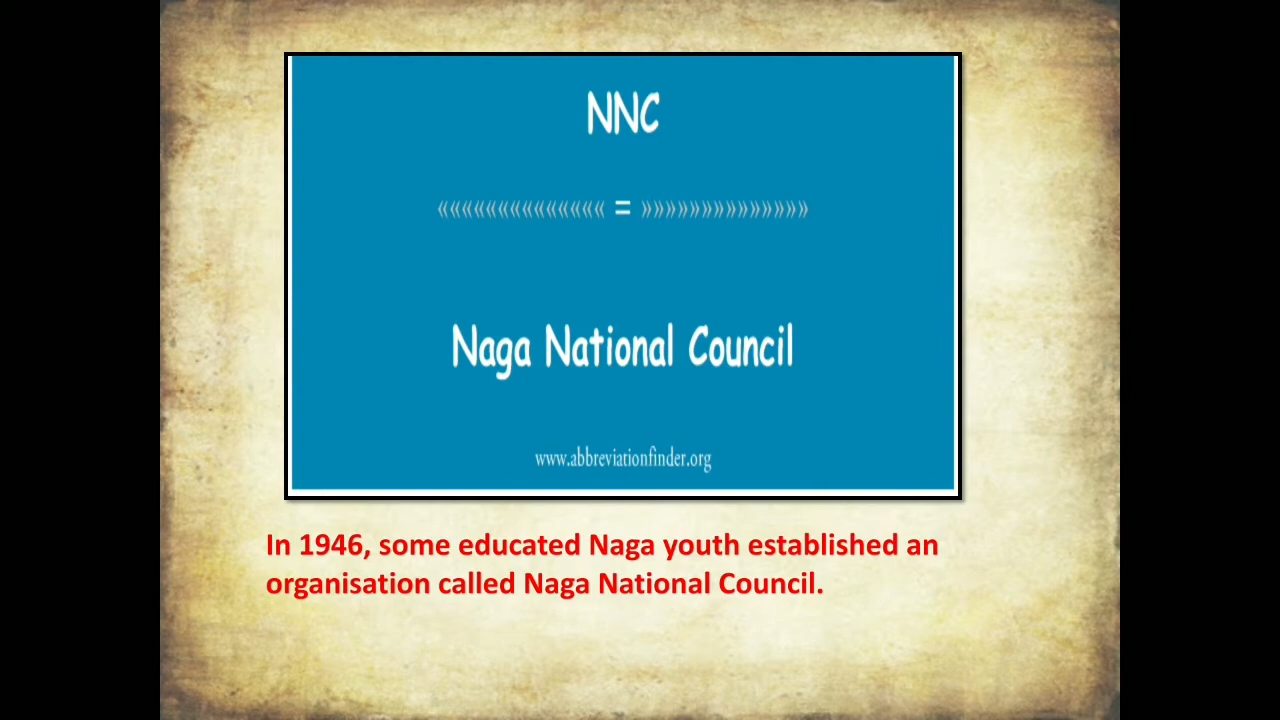 NNC
««««««««««««« = »»»»»»»»»»»»»
Naga National Council
www.abbreviationfinder.org
In 1946, some educated Naga youth established an
organisation called Naga National Council.